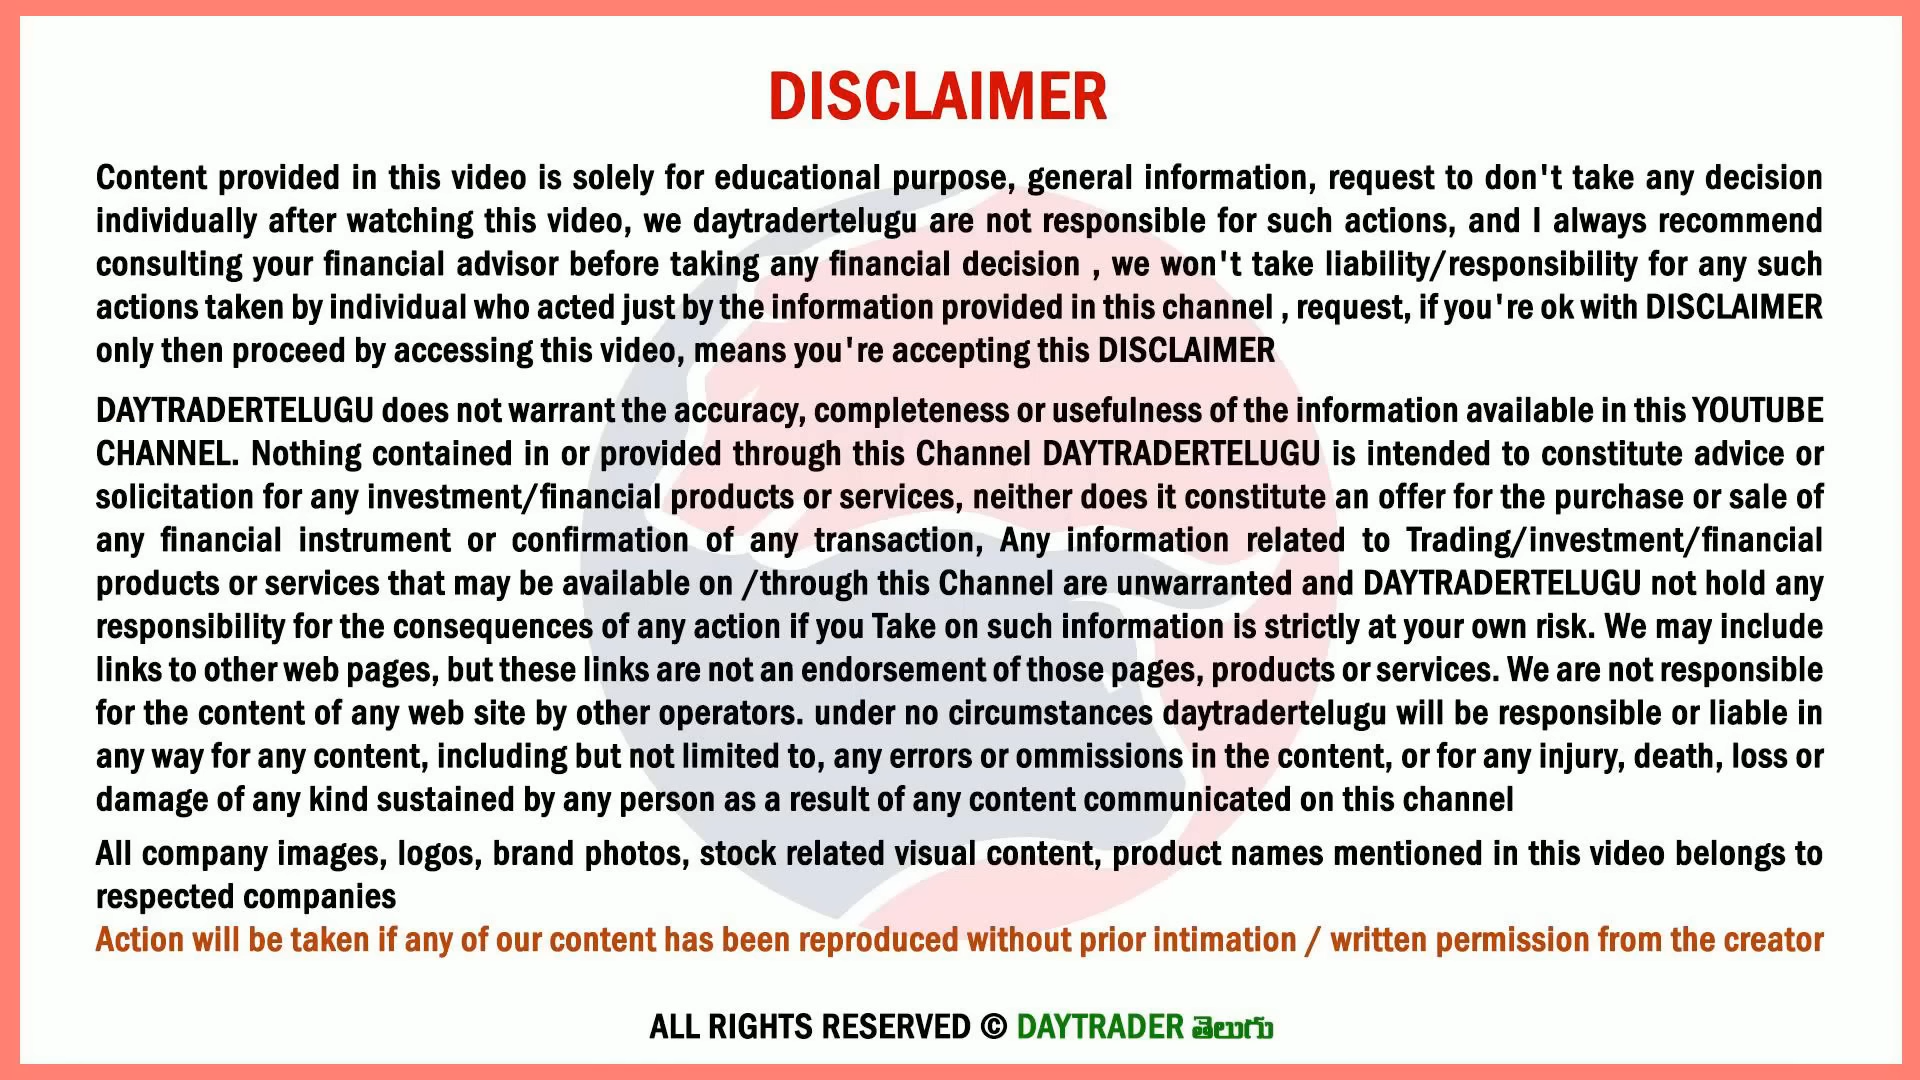 DISCLAIMER
Content provided in this video is solely for educational purpose, general information, request to don't take any decision
individually after watching this video, we daytradertelugu are not responsible for such actions, and I always recommend
consulting your financial advisor before taking any financial decision , we won't take liability/responsibility for any such
actions taken by individual who acted just by the information provided in this channel , request, if you're ok with DISCLAIMER
only then proceed by accessing this video, means you're accepting this DISCLAIMER
DAYTRADERTELUGU does not warrant the accuracy, completeness or usefulness of the information available in this YOUTUBE
CHANNEL. Nothing contained in or provided through this Channel DAYTRADERTELUGU is intended to constitute advice or
solicitation for any investment/financial products or services, neither does it constitute an offer for the purchase or sale of
any financial instrument or confirmation of any transaction, Any information related to Trading/investment/financial
products or services that may be available on /through this Channel are unwarranted and DAYTRADERTELUGU not hold any
responsibility for the consequences of any action if you Take on such information is strictly at your own risk. We may include
links to other web pages, but these links are not an endorsement of those pages, products or services. We are not responsible
for the content of any web site by other operators. under no circumstances daytradertelugu will be responsible or liable in
any way for any content, including but not limited to, any errors or ommissions in the content, or for any injury, death, loss or
damage of any kind sustained by any person as a result of any content communicated on this channel
All company images, logos, brand photos, stock related visual content, product names mentioned in this video belongs to
respected companies
Action will be taken if any of our content has been reproduced without prior intimation / written permission from the creator
ALL RIGHTS RESERVED © DAYTRADER తెలుగు